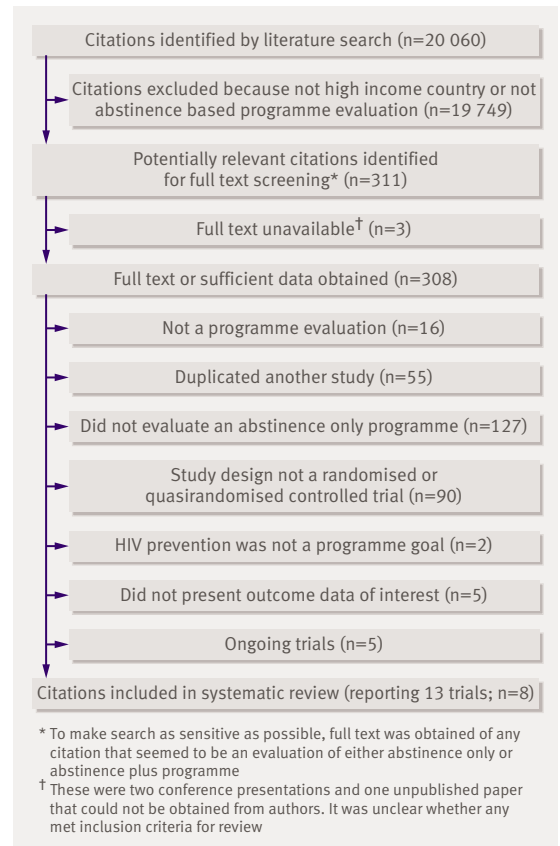 Citations identified by literature search (n=20 060)
Citations excluded because not high income country or not
abstinence based programme evaluation (n=19 749)
Potentially relevant citations identified
for full text screening* (n=311)
Full text unavailable† (n=3)
Full text or sufficient data obtained (n=308)
Not a programme evaluation (n=16)
Duplicated another study (n=55)
Did not evaluate an abstinence only programme (n=127)
Study design not a randomised or
quasirandomised controlled trial (n=90)
HIV prevention was not a programme goal (n=2)
Did not present outcome data of interest (n=5)
Ongoing trials (n=5)
Citations included in systematic review (reporting 13 trials; n=8)
* To make search as sensitive as possible, full text was obtained of any
citation that seemed to be an evaluation of either abstinence only or
abstinence plus programme
† These were two conference presentations and one unpublished paper
that could not be obtained from authors. It was unclear whether any
met inclusion criteria for review